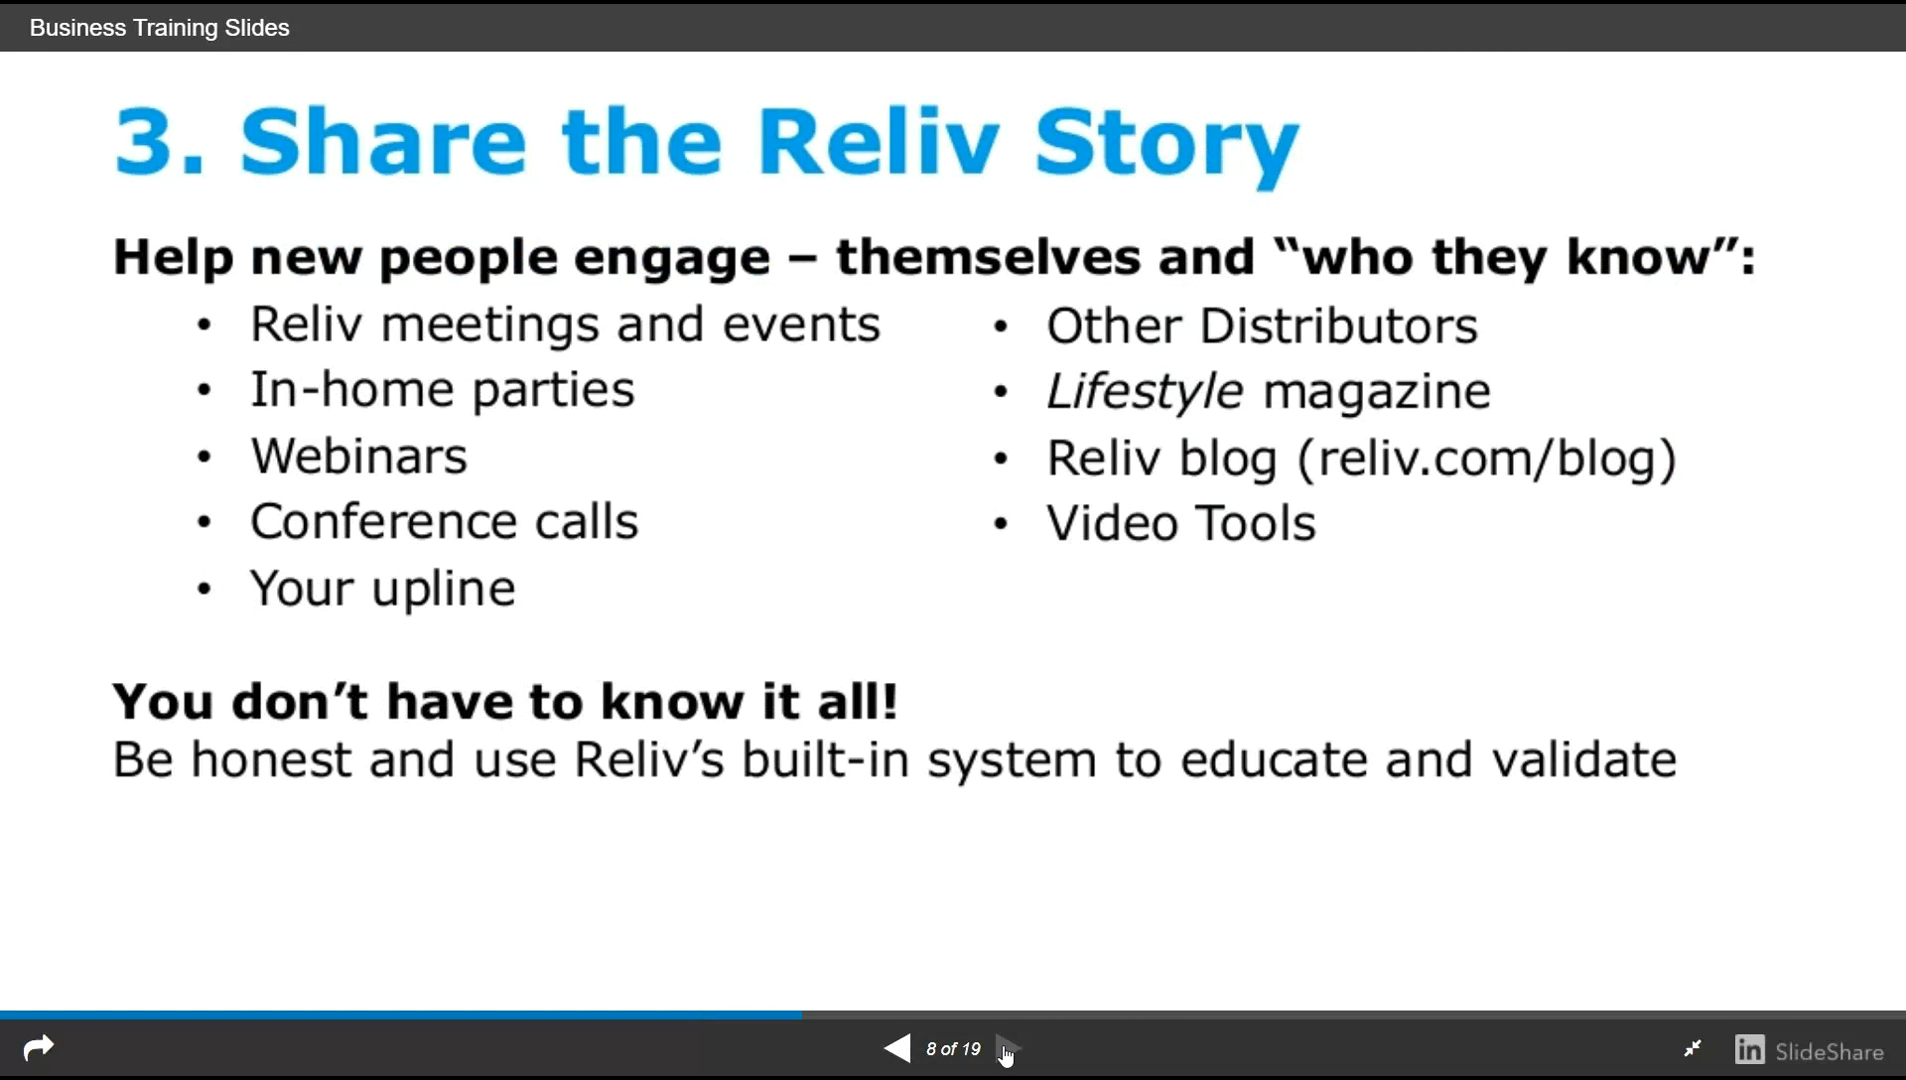 Business Training Slides
3. Share the Reliv Story
Help new people engage – themselves and “who they know”:
• Reliv meetings and events
• In-home parties
• Webinars
• Conference calls
• Your upline
• Other Distributors
• Lifestyle magazine
• Reliv blog (reliv.com/blog)
• Video Tools
You don’t have to know it all!
Be honest and use Reliv’s built-in system to educate and validate
8 of 19
in SlideShare